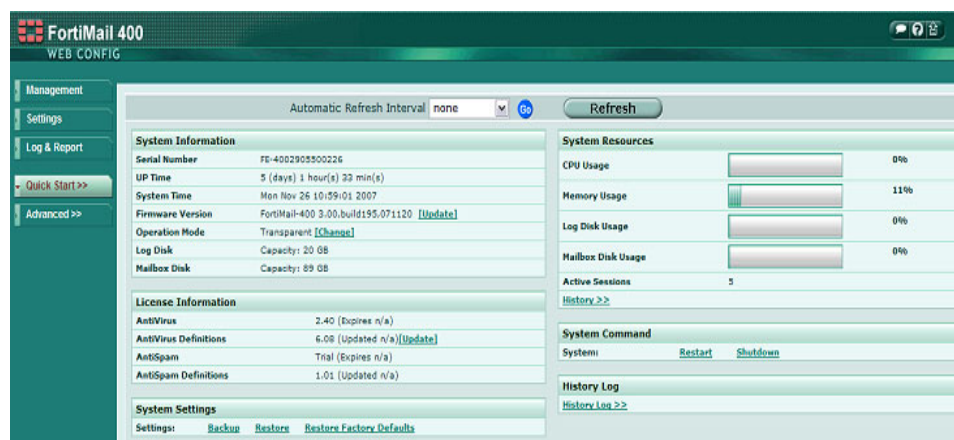 FortiMail 400
WEB CONFIG
Management
Settings
Log & Report
Quick Start >>
Advanced >>
Automatic Refresh Interval none Go Refresh
System Information
Serial Number FE-4002905500226
UP Time 5 (days) 1 hour(s) 33 min(s)
System Time Mon Nov 26 10:59:01 2007
Firmware Version FortiMail-400 3.00,build195,071120 [Update]
Operation Mode Transparent [Change]
Log Disk Capacity: 20 GB
Mailbox Disk Capacity: 89 GB
License Information
AntiVirus 2.40 (Expires n/a)
AntiVirus Definitions 6.08 (Updated n/a)[Update]
AntiSpam Trial (Expires n/a)
AntiSpam Definitions 1.01 (Updated n/a)
System Settings
Settings: Backup Restore Restore Factory Defaults
System Resources
CPU Usage 0%
Memory Usage 11%
Log Disk Usage 0%
Mailbox Disk Usage 0%
Active Sessions 5
History >>
System Command
System: Restart Shutdown
History Log
History Log >>